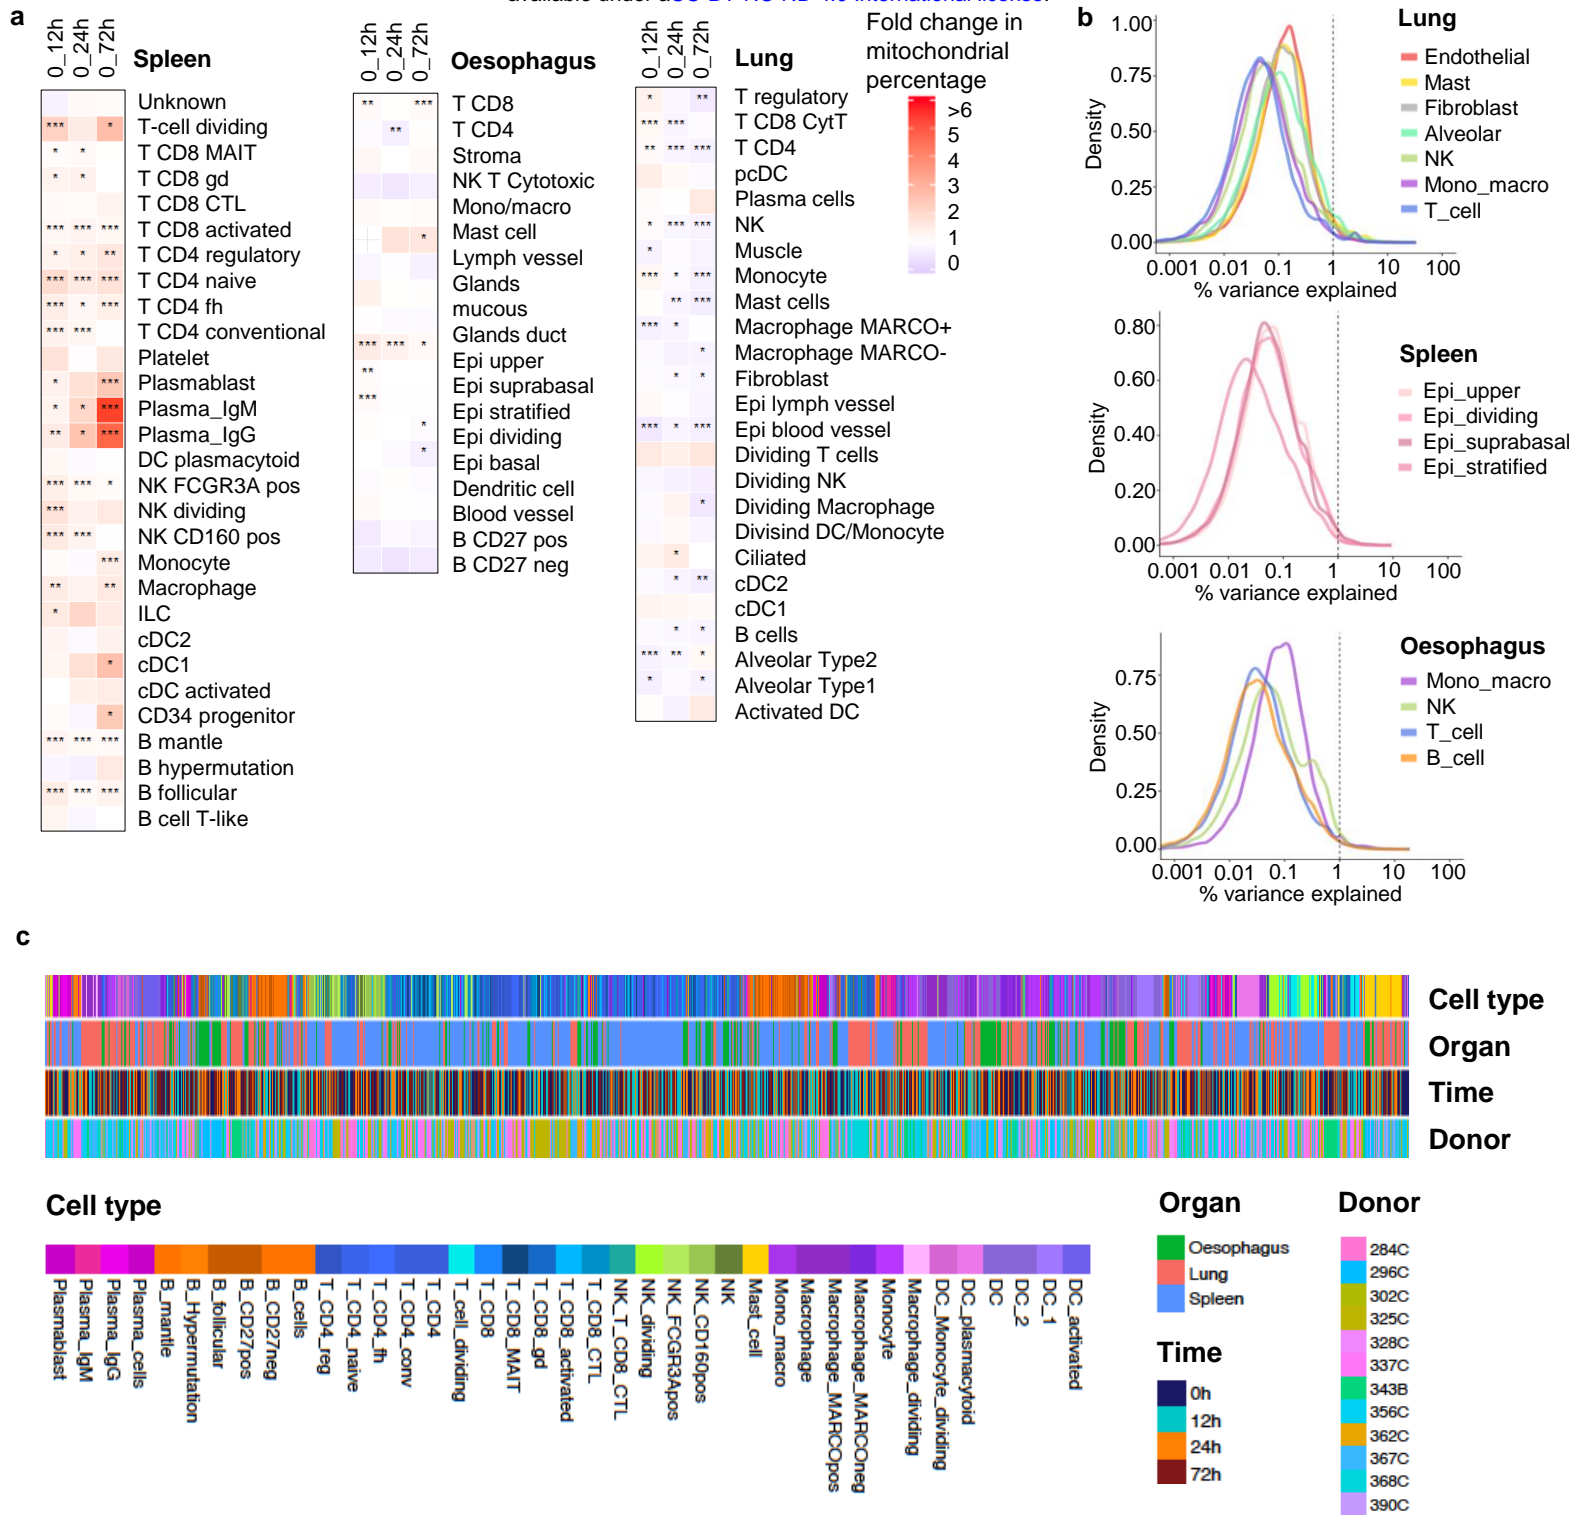 available under aCC-BY-NC-ND 4.0 International license.
a
0_12h
0_24h
0_72h
Spleen
Unknown
T-cell dividing
*** *
T CD8 MAIT
* *
T CD8 gd
* *
T CD8 CTL
T CD8 activated
*** *** ***
T CD4 regulatory
* * **
T CD4 naive
*** *** ***
T CD4 fh
*** * ***
T CD4 conventional
*** ***
Platelet
Plasmablast
* ***
Plasma_IgM
* * ***
Plasma_IgG
** * ***
DC plasmacytoid
NK FCGR3A pos
*** *** *
NK dividing
***
NK CD160 pos
*** ***
Monocyte
***
Macrophage
** **
ILC
*
cDC2
cDC1
*
cDC activated
CD34 progenitor
*
B mantle
*** *** ***
B hypermutation
B follicular
*** *** ***
B cell T-like
0_12h
0_24h
0_72h
Oesophagus
T CD8
** ***
T CD4
**
Stroma
NK T Cytotoxic
Mono/macro
Mast cell
*
Lymph vessel
Glands
mucous
Glands duct
*** *** *
Epi upper
**
Epi suprabasal
***
Epi stratified
*
Epi dividing
*
Epi basal
Dendritic cell
Blood vessel
B CD27 pos
B CD27 neg
0_12h
0_24h
0_72h
Lung
T regulatory
* **
T CD8 CytT
*** ***
T CD4
** *** ***
pcDC
Plasma cells
NK
* *** ***
Muscle
*
Monocyte
*** * ***
Mast cells
** ***
Macrophage MARCO+
*** *
Macrophage MARCO-
*
Fibroblast
* *
Epi lymph vessel
Epi blood vessel
*** * ***
Dividing T cells
Dividing NK
Dividing Macrophage
*
Divisind DC/Monocyte
Ciliated
*
cDC2
* **
cDC1
B cells
* *
Alveolar Type2
*** ** *
Alveolar Type1
* *
Activated DC
Fold change in
mitochondrial
percentage
>6
5
4
3
2
1
0
b
Lung
Endothelial
Mast
Fibroblast
Alveolar
NK
Mono_macro
T_cell
Density
1.00
0.75
0.50
0.25
0.00
0.001 0.01 0.1 1 10 100
% variance explained
Spleen
Epi_upper
Epi_dividing
Epi_suprabasal
Epi_stratified
Density
0.80
0.60
0.40
0.20
0.00
0.001 0.01 0.1 1 10 100
% variance explained
Oesophagus
Mono_macro
NK
T_cell
B_cell
Density
0.75
0.50
0.25
0.00
0.001 0.01 0.1 1 10 100
% variance explained
c
Cell type
Organ
Time
Donor
Cell type
Plasmablast
Plasma_IgM
Plasma_IgG
Plasma_cells
B_mantle
B_Hypermutation
B_follicular
B_CD27pos
B_CD27neg
B_cells
T_CD4_reg
T_CD4_naive
T_CD4_fh
T_CD4_conv
T_CD4
T_cell_dividing
T_CD8
T_CD8_MAIT
T_CD8_gd
T_CD8_activated
T_CD8_CTL
NK_T_CD8_CTL
NK_dividing
NK_FCGR3Apos
NK_CD160pos
NK
Mast_cell
Mono_macro
Macrophage
Macrophage_MARCOpos
Macrophage_MARCOneg
Monocyte
Macrophage_dividing
DC_Monocyte_dividing
DC_plasmacytoid
DC
DC_2
DC_1
DC_activated
Organ
Oesophagus
Lung
Spleen
Time
0h
12h
24h
72h
Donor
284C
296C
302C
325C
328C
337C
343B
356C
362C
367C
368C
390C